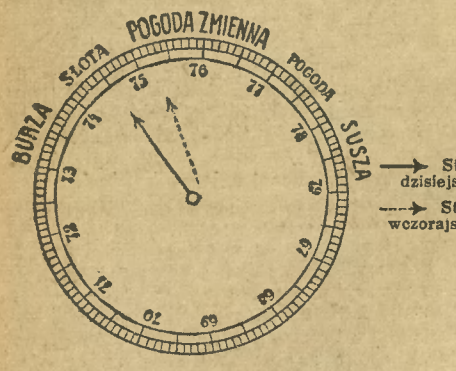 BURZA
SŁOTA
POGODA ZMIENNA
POGODA
SUSZA
73
74
75
76
77
78
79
67
68
69
70
71
72
St
dzisiejs
St
wczorajs